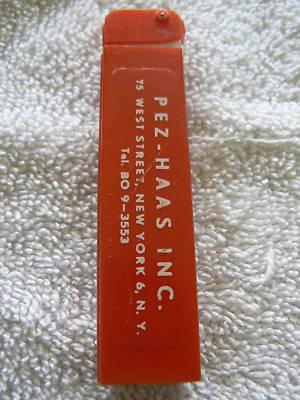 PEZ-HAAS INC.
75 WEST STREET, NEW YORK 6, N. Y.
Tel. BO 9-3553